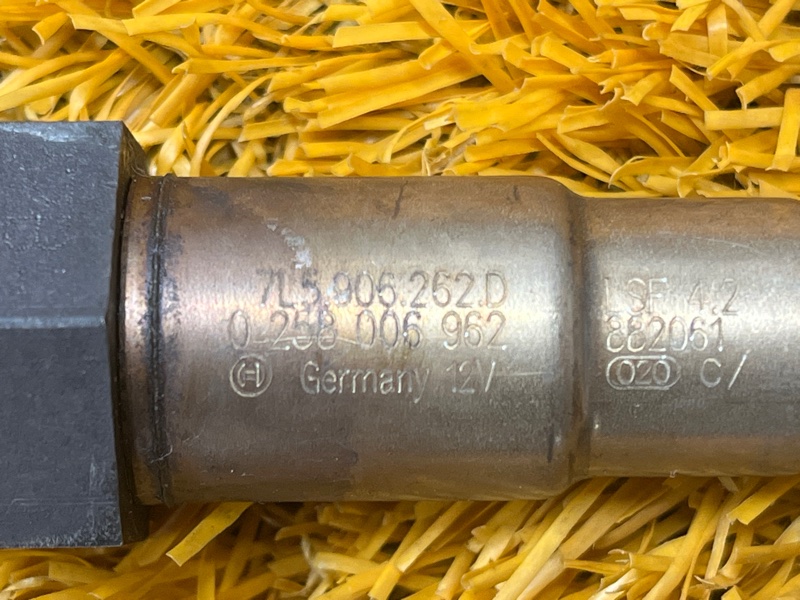 7L5.906.262.D
0 258 006 962
Germany 12V
LSF 4.2
882061
020 C/